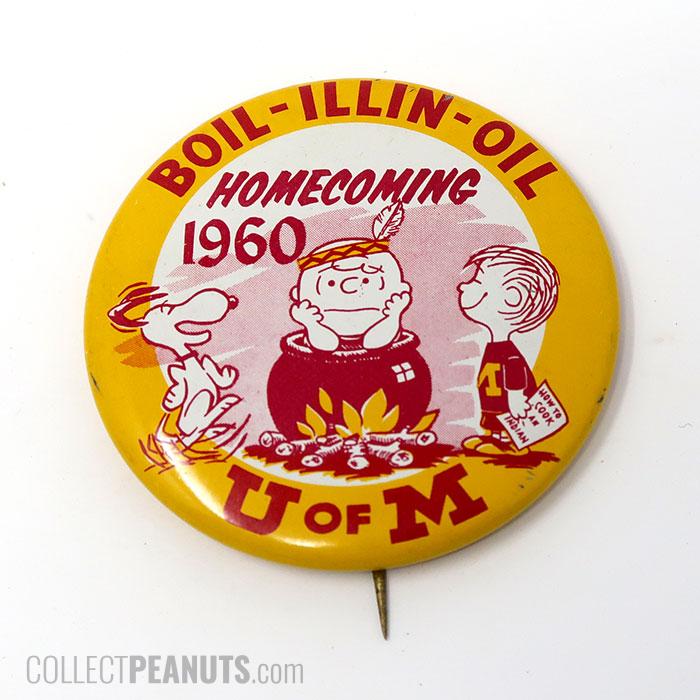 BOIL-ILLIN-OIL
HOMECOMING
1960
M
HOW TO
COOK
AN
INDIAN
U OF M
COLLECTPEANUTS.com